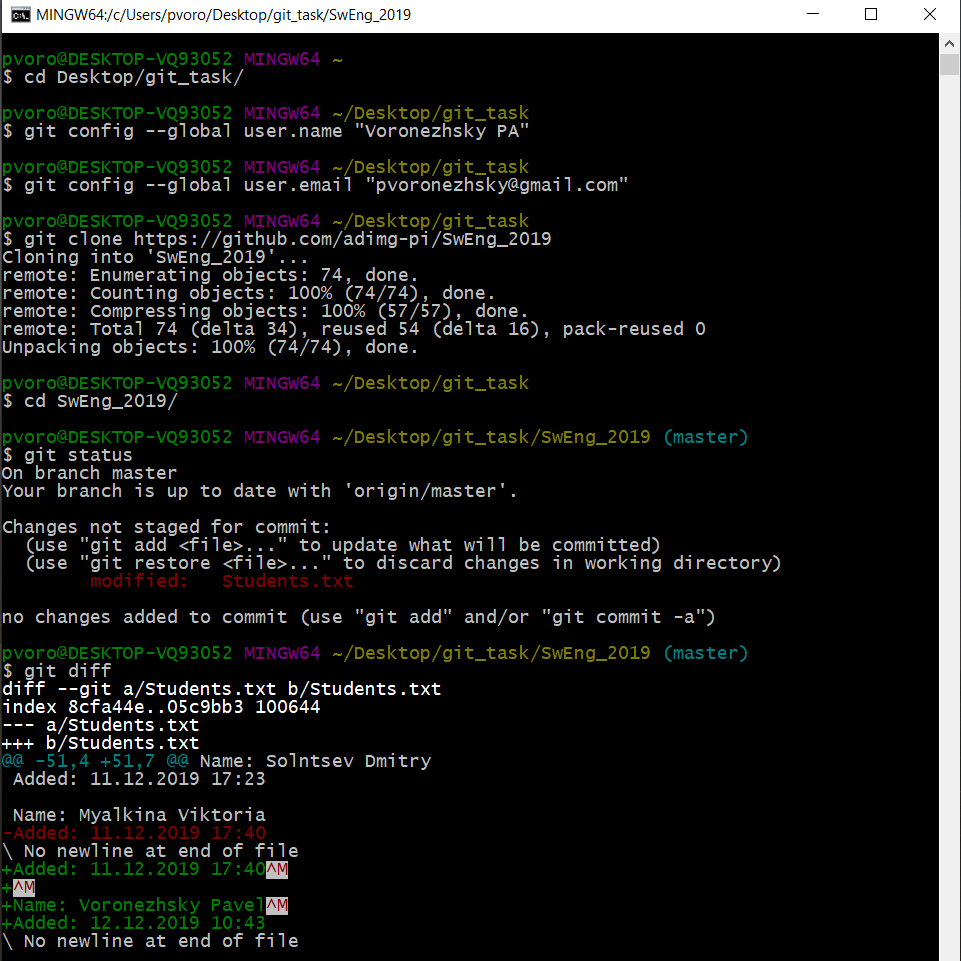 MINGW64:/c/Users/pvoro/Desktop/git_task/SwEng_2019
pvoro@DESKTOP-VQ93052 MINGW64 ~
$ cd Desktop/git_task/
pvoro@DESKTOP-VQ93052 MINGW64 ~/Desktop/git_task
$ git config --global user.name "Voronezhsky PA"
pvoro@DESKTOP-VQ93052 MINGW64 ~/Desktop/git_task
$ git config --global user.email "pvoronezhsky@gmail.com"
pvoro@DESKTOP-VQ93052 MINGW64 ~/Desktop/git_task
$ git clone https://github.com/adimg-pi/SwEng_2019
Cloning into 'SwEng_2019'...
remote: Enumerating objects: 74, done.
remote: Counting objects: 100% (74/74), done.
remote: Compressing objects: 100% (57/57), done.
remote: Total 74 (delta 34), reused 54 (delta 16), pack-reused 0
Unpacking objects: 100% (74/74), done.
pvoro@DESKTOP-VQ93052 MINGW64 ~/Desktop/git_task
$ cd SwEng_2019/
pvoro@DESKTOP-VQ93052 MINGW64 ~/Desktop/git_task/SwEng_2019 (master)
$ git status
On branch master
Your branch is up to date with 'origin/master'.
Changes not staged for commit:
  (use "git add <file>..." to update what will be committed)
  (use "git restore <file>..." to discard changes in working directory)
        modified:   Students.txt
no changes added to commit (use "git add" and/or "git commit -a")
pvoro@DESKTOP-VQ93052 MINGW64 ~/Desktop/git_task/SwEng_2019 (master)
$ git diff
diff --git a/Students.txt b/Students.txt
index 8cfa44e..05c9bb3 100644
--- a/Students.txt
+++ b/Students.txt
@@ -51,4 +51,7 @@ Name: Solntsev Dmitry
 Added: 11.12.2019 17:23
 Name: Myalkina Viktoria
-Added: 11.12.2019 17:40
\ No newline at end of file
+Added: 11.12.2019 17:40^M
+^M
+Name: Voronezhsky Pavel^M
+Added: 12.12.2019 10:43
\ No newline at end of file